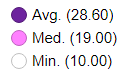 Avg. (28.60)
Med. (19.00)
Min. (10.00)